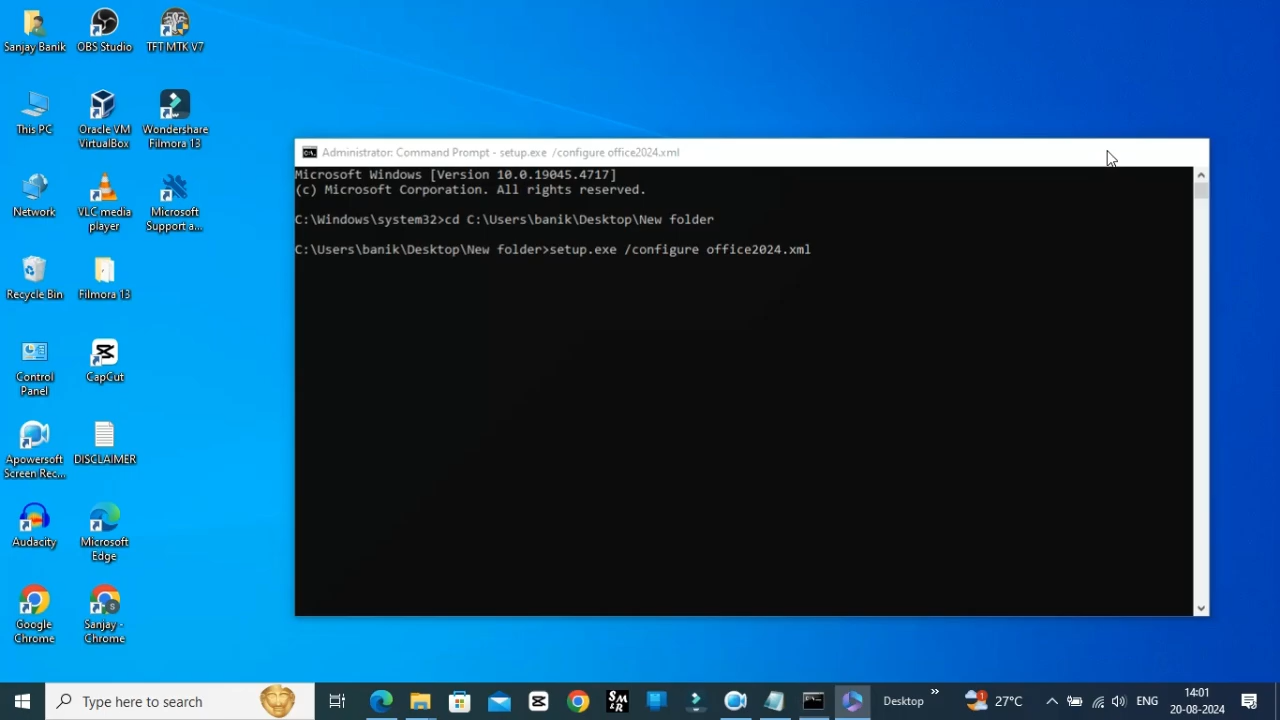 Sanjay Banik
OBS Studio
TFT MTK V7
This PC
Oracle VM
VirtualBox
Wondershare
Filmora 13
Network
VLC media
player
Microsoft
Support a...
Recycle Bin
Filmora 13
Control
Panel
CapCut
Apowersoft
Screen Rec...
DISCLAIMER
Audacity
Microsoft
Edge
Google
Chrome
Sanjay -
Chrome
Administrator: Command Prompt - setup.exe /configure office2024.xml
Microsoft Windows [Version 10.0.19045.4717]
(c) Microsoft Corporation. All rights reserved.
C:\Windows\system32>cd C:\Users\banik\Desktop\New folder
C:\Users\banik\Desktop\New folder>setup.exe /configure office2024.xml
Type here to search
SM
Desktop
»
1
27°C
ENG
14:01
20-08-2024